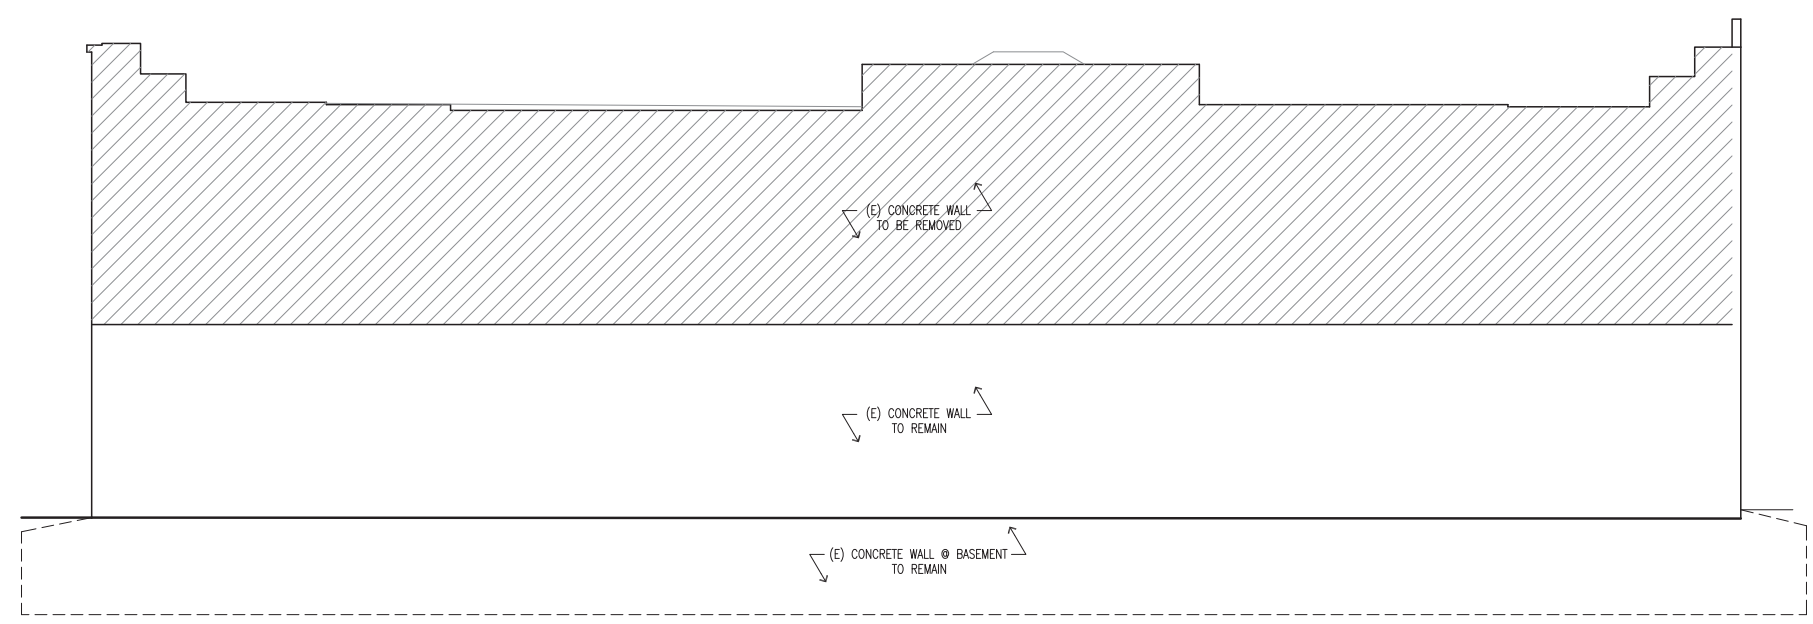 (E) CONCRETE WALL
TO BE REMOVED
(E) CONCRETE WALL
TO REMAIN
(E) CONCRETE WALL @ BASEMENT
TO REMAIN